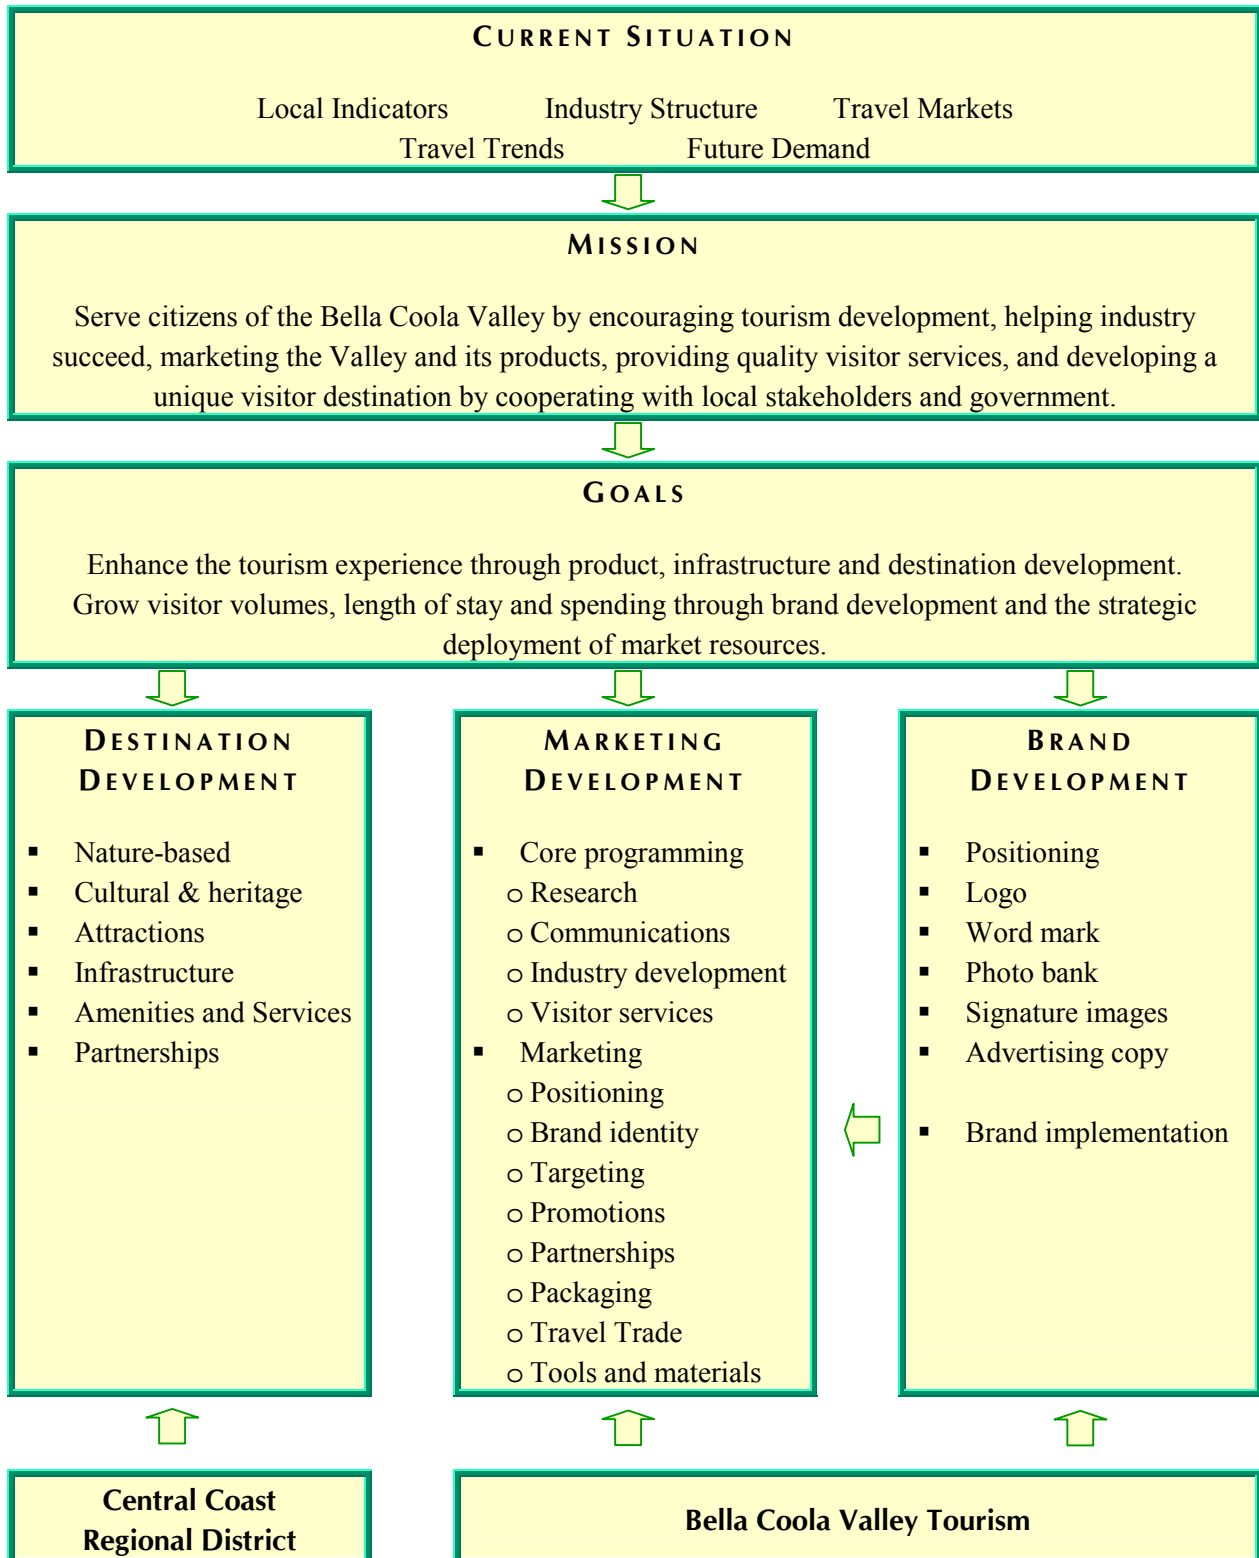 CURRENT SITUATION
Local Indicators Industry Structure Travel Markets
Travel Trends Future Demand
MISSION
Serve citizens of the Bella Coola Valley by encouraging tourism development, helping industry
succeed, marketing the Valley and its products, providing quality visitor services, and developing a
unique visitor destination by cooperating with local stakeholders and government.
GOALS
Enhance the tourism experience through product, infrastructure and destination development.
Grow visitor volumes, length of stay and spending through brand development and the strategic
deployment of market resources.
DESTINATION
DEVELOPMENT
▪ Nature-based
▪ Cultural & heritage
▪ Attractions
▪ Infrastructure
▪ Amenities and Services
▪ Partnerships
MARKETING
DEVELOPMENT
▪ Core programming
o Research
o Communications
o Industry development
o Visitor services
▪ Marketing
o Positioning
o Brand identity
o Targeting
o Promotions
o Partnerships
o Packaging
o Travel Trade
o Tools and materials
BRAND
DEVELOPMENT
▪ Positioning
▪ Logo
▪ Word mark
▪ Photo bank
▪ Signature images
▪ Advertising copy
▪ Brand implementation
Central Coast
Regional District
Bella Coola Valley Tourism